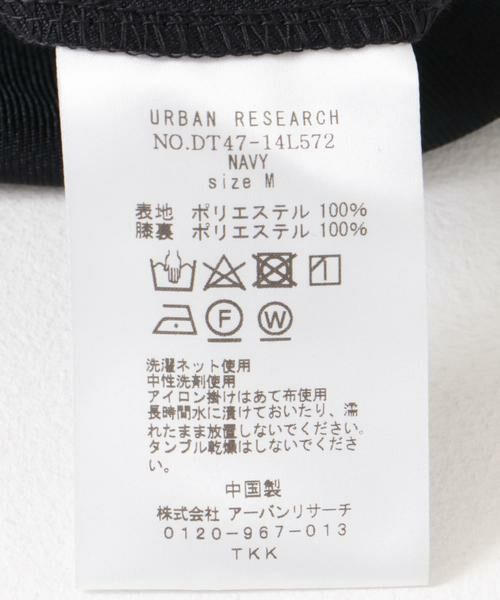 URBAN RESEARCH
NO.DT47-14L572
NAVY
size M
表地 ポリエステル 100%
膝裏 ポリエステル 100%
F
W
洗濯ネット使用
中性洗剤使用
アイロン掛けはあて布使用
長時間水に漬けておいたり、濡
れたまま放置しないでください。
タンブル乾燥はしないでくださ
い。
中国製
株式会社 アーバンリサーチ
0120-967-013
TKK